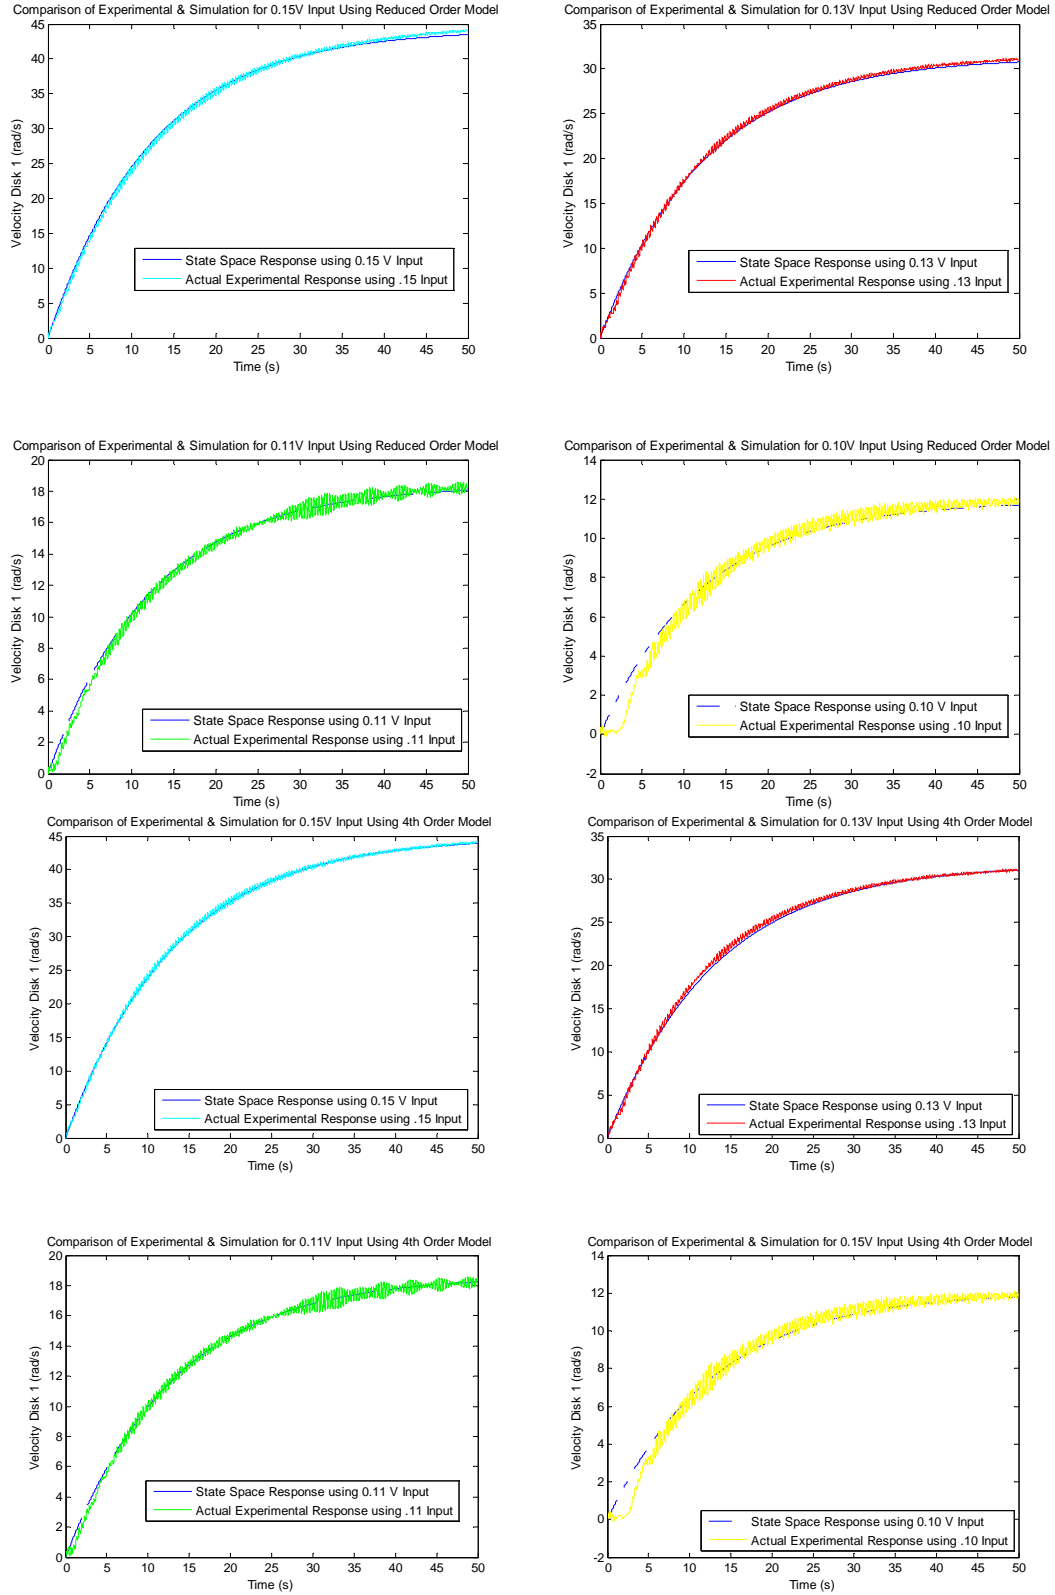 Comparison of Experimental & Simulation for 0.15V Input Using Reduced Order Model
45
40
35
30
25
20
15
10
5
0
Velocity Disk 1 (rad/s)
State Space Response using 0.15 V Input
Actual Experimental Response using .15 Input
0 5 10 15 20 25 30 35 40 45 50
Time (s)
Comparison of Experimental & Simulation for 0.13V Input Using Reduced Order Model
35
30
25
20
15
10
5
0
Velocity Disk 1 (rad/s)
State Space Response using 0.13 V Input
Actual Experimental Response using .13 Input
0 5 10 15 20 25 30 35 40 45 50
Time (s)
Comparison of Experimental & Simulation for 0.11V Input Using Reduced Order Model
20
18
16
14
12
10
8
6
4
2
0
Velocity Disk 1 (rad/s)
State Space Response using 0.11 V Input
Actual Experimental Response using .11 Input
0 5 10 15 20 25 30 35 40 45 50
Time (s)
Comparison of Experimental & Simulation for 0.10V Input Using Reduced Order Model
14
12
10
8
6
4
2
0
-2
Velocity Disk 1 (rad/s)
State Space Response using 0.10 V Input
Actual Experimental Response using .10 Input
0 5 10 15 20 25 30 35 40 45 50
Time (s)
Comparison of Experimental & Simulation for 0.15V Input Using 4th Order Model
45
40
35
30
25
20
15
10
5
0
Velocity Disk 1 (rad/s)
State Space Response using 0.15 V Input
Actual Experimental Response using .15 Input
0 5 10 15 20 25 30 35 40 45 50
Time (s)
Comparison of Experimental & Simulation for 0.13V Input Using 4th Order Model
35
30
25
20
15
10
5
0
Velocity Disk 1 (rad/s)
State Space Response using 0.13 V Input
Actual Experimental Response using .13 Input
0 5 10 15 20 25 30 35 40 45 50
Time (s)
Comparison of Experimental & Simulation for 0.11V Input Using 4th Order Model
20
18
16
14
12
10
8
6
4
2
0
Velocity Disk 1 (rad/s)
State Space Response using 0.11 V Input
Actual Experimental Response using .11 Input
0 5 10 15 20 25 30 35 40 45 50
Time (s)
Comparison of Experimental & Simulation for 0.15V Input Using 4th Order Model
14
12
10
8
6
4
2
0
-2
Velocity Disk 1 (rad/s)
State Space Response using 0.10 V Input
Actual Experimental Response using .10 Input
0 5 10 15 20 25 30 35 40 45 50
Time (s)